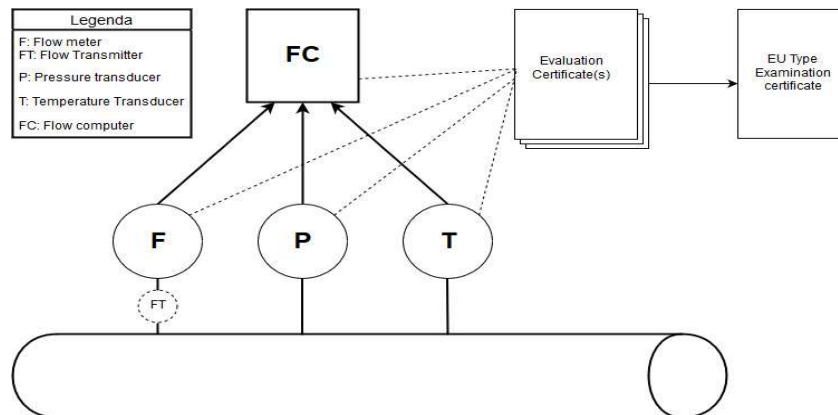 Legenda
F: Flow meter
FT: Flow Transmitter
P: Pressure transducer
T: Temperature Transducer
FC: Flow computer
FC
Evaluation
Certificate(s)
EU Type
Examination
certificate
F
P
T
FT